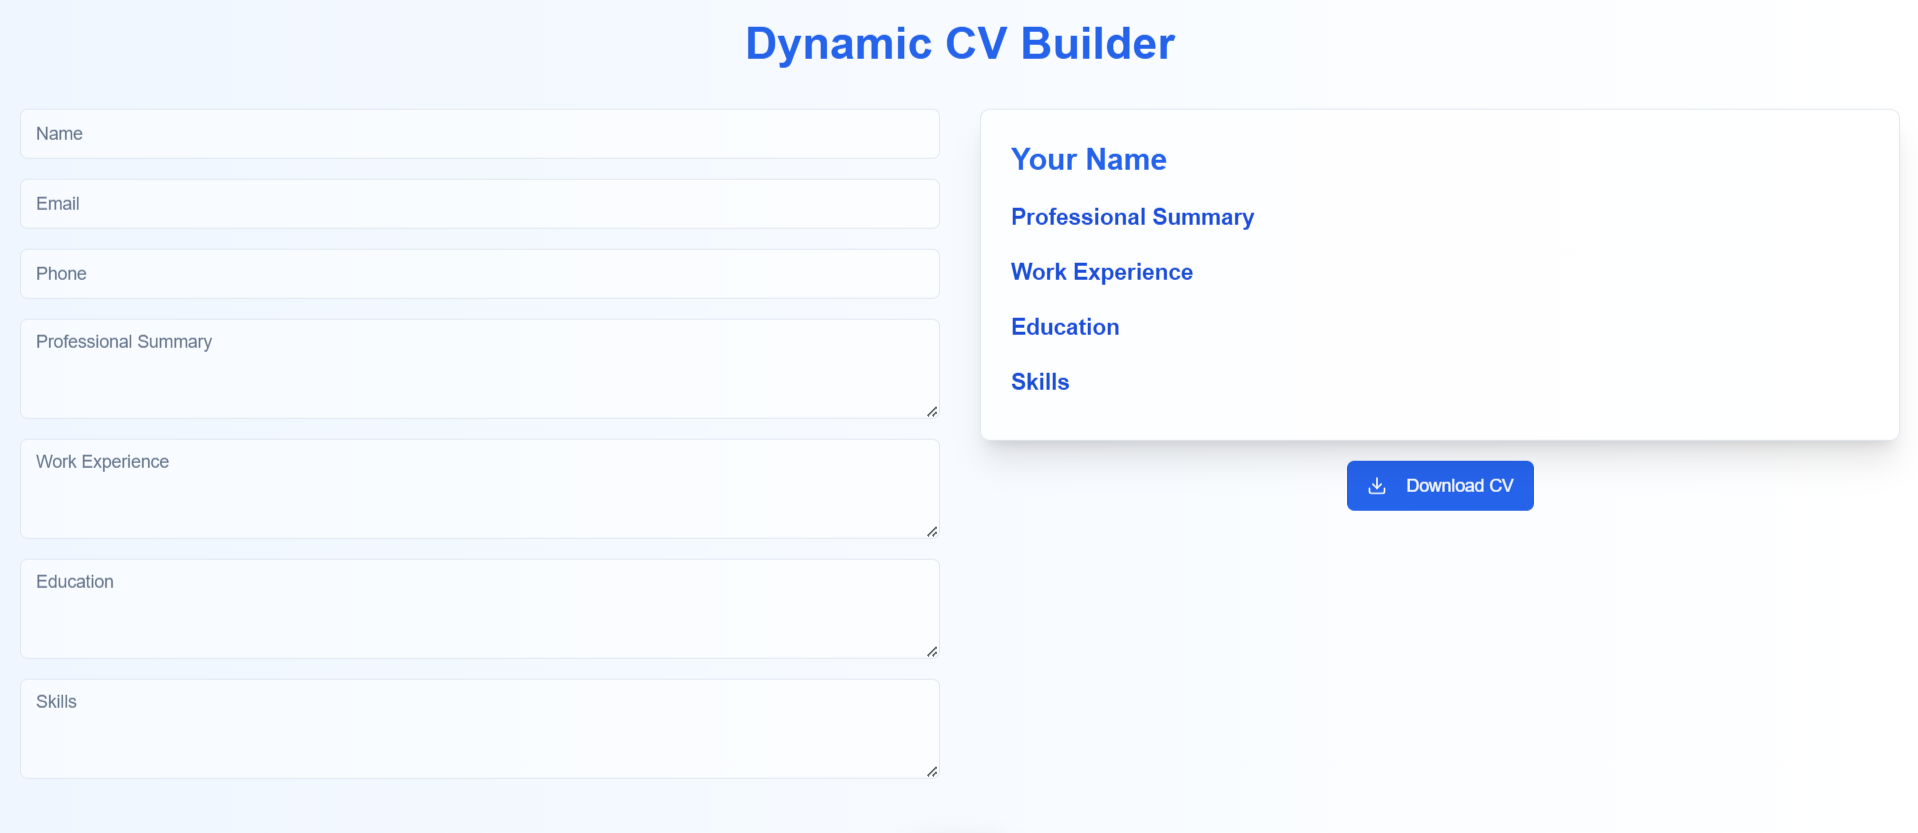 Dynamic CV Builder
Name
Email
Phone
Professional Summary
Work Experience
Education
Skills
Your Name
Professional Summary
Work Experience
Education
Skills
Download CV